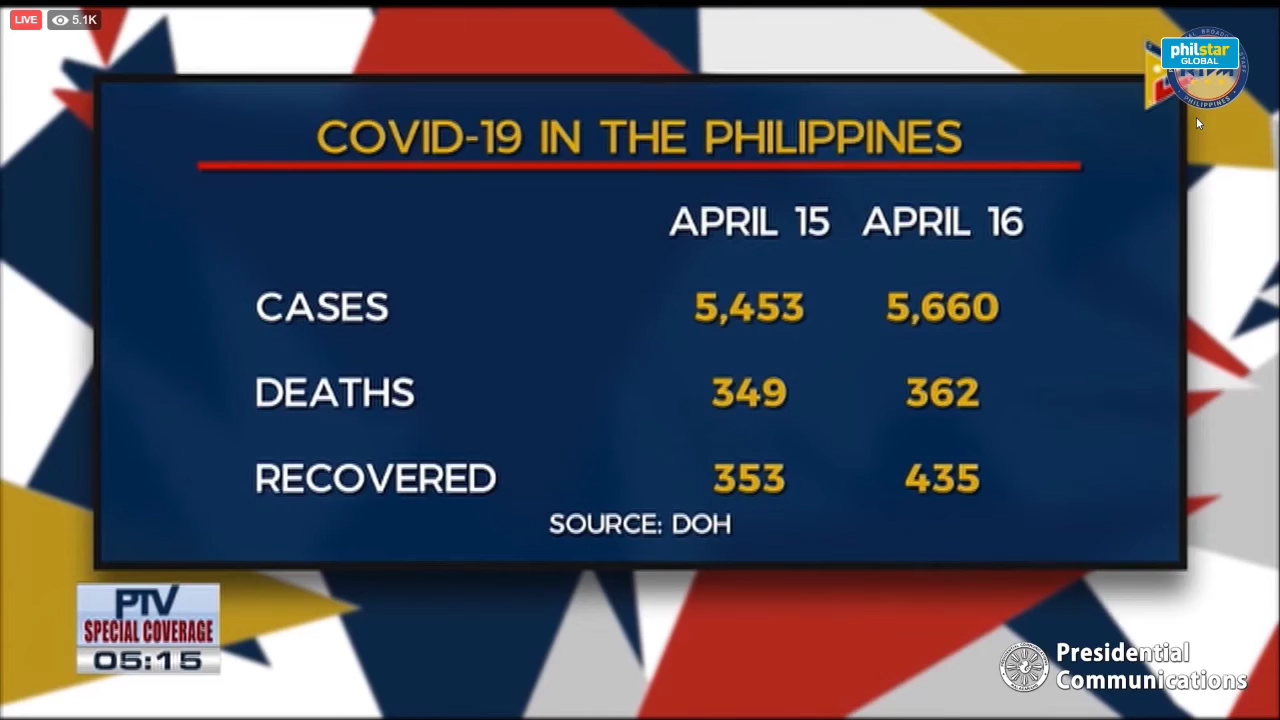 LIVE 5.1K
philstar
GLOBAL
PHILIPPINES
COVID-19 IN THE PHILIPPINES
APRIL 15 APRIL 16
CASES 5,453 5,660
DEATHS 349 362
RECOVERED 353 435
SOURCE: DOH
PTV
SPECIAL COVERAGE
05:15
Presidential
Communications